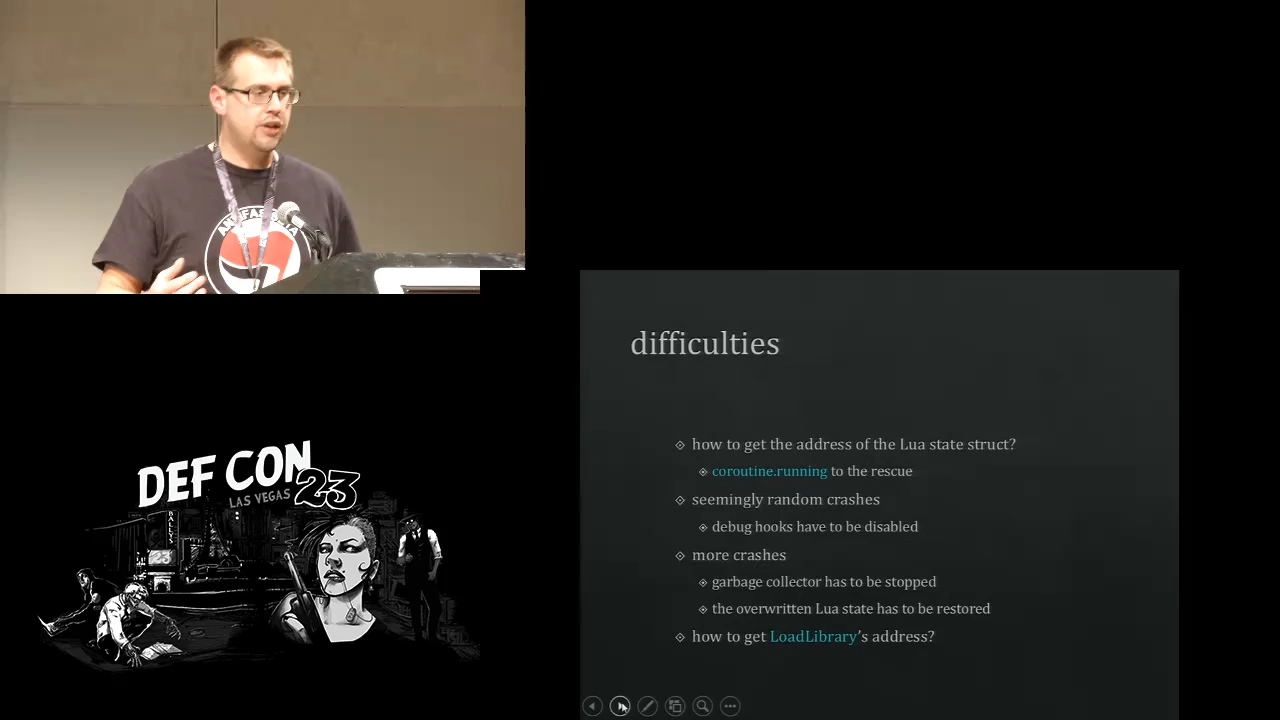 difficulties
how to get the address of the Lua state struct?
coroutine.running to the rescue
seemingly random crashes
debug hooks have to be disabled
more crashes
garbage collector has to be stopped
the overwritten Lua state has to be restored
how to get LoadLibrary's address?
DEF CON
LAS VEGAS 23
BALLYS
23